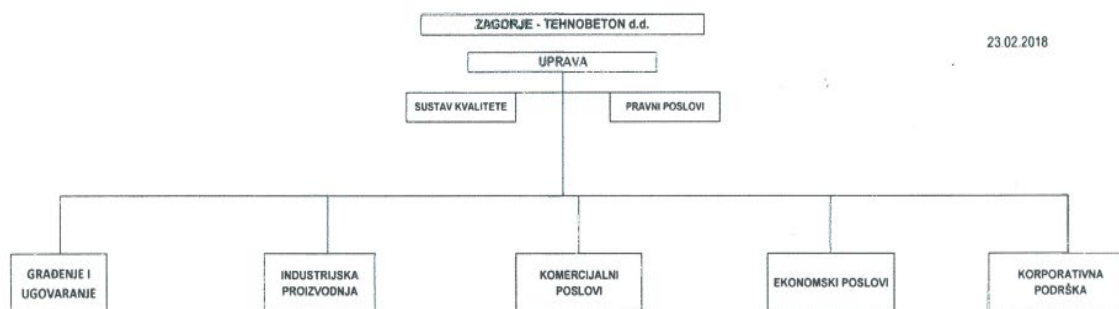 ZAGORJE - TEHNOBETON d.d.
23.02.2018
UPRAVA
SUSTAV KVALITETE
PRAVNI POSLOVI
GRAĐENJE I
UGOVARANJE
INDUSTRIJSKA
PROIZVODNJA
KOMERCIJALNI
POSLOVI
EKONOMSKI POSLOVI
KORPORATIVNA
PODRŠKA